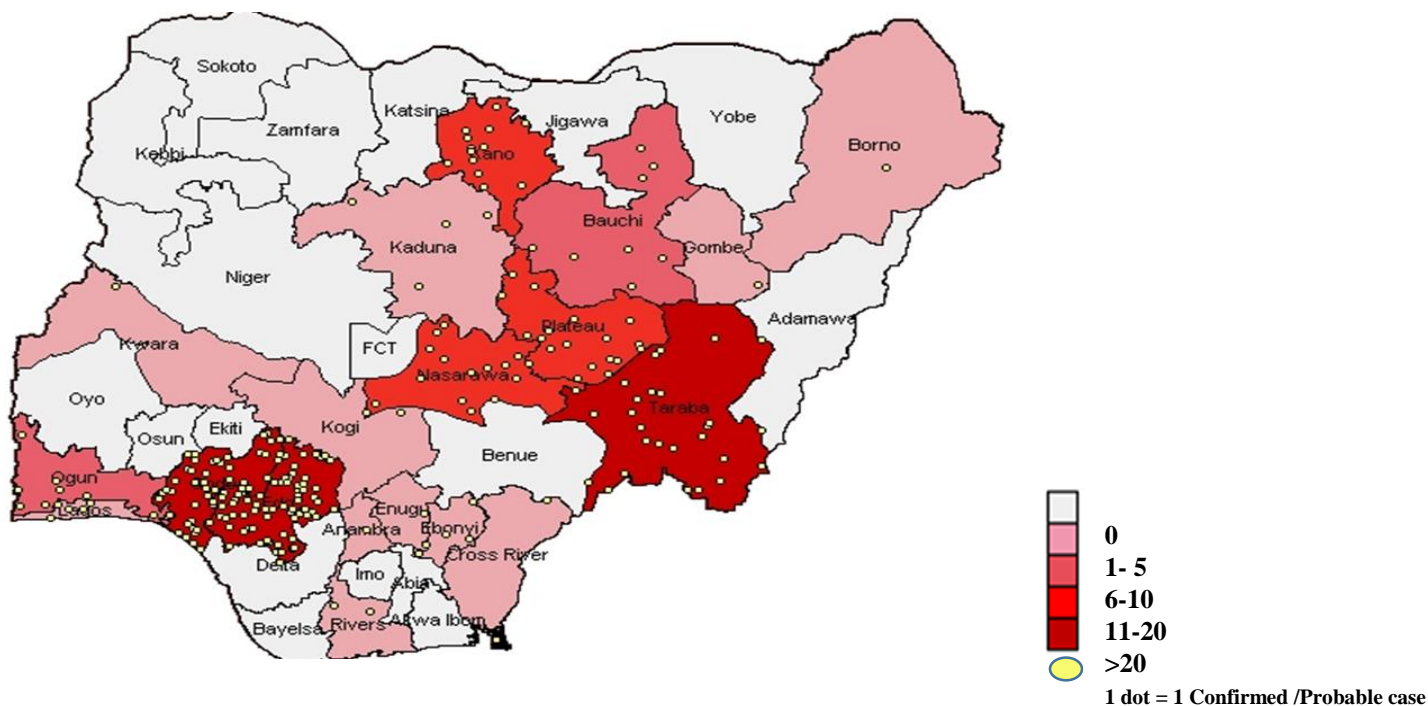 Sokoto
Katsina
Jigawa
Yobe
Zamfara
Kebbi
Kano
Borno
Bauchi
Kaduna
Gombe
Niger
Adamawa
Plateau
FCT
Kwara
Nasarawa
Oyo
Taraba
Ekiti
Kogi
Osun
Benue
Ogun
Lagos
Enugu
Anambra
Ebonyi
Cross River
Delta
Imo
Abia
Akwa Ibom
Bayelsa
Rivers
0
1- 5
6-10
11-20
>20
1 dot = 1 Confirmed /Probable case